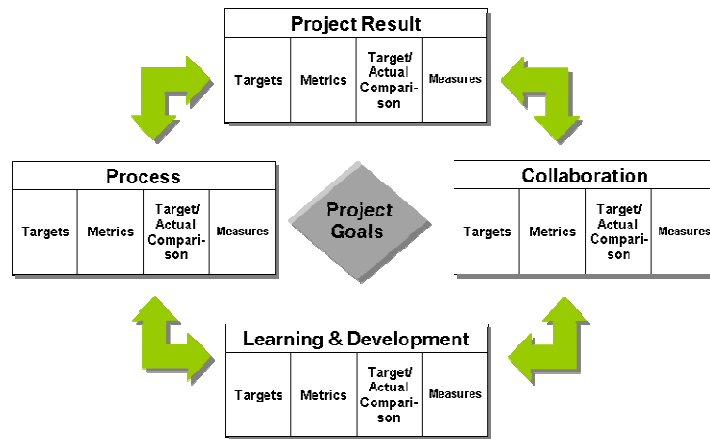 Project Result
Targets
Metrics
Target/
Actual
Compari-
son
Measures
Process
Targets
Metrics
Target/
Actual
Compari-
son
Measures
Project
Goals
Collaboration
Targets
Metrics
Target/
Actual
Compari-
son
Measures
Learning & Development
Targets
Metrics
Target/
Actual
Compari-
son
Measures